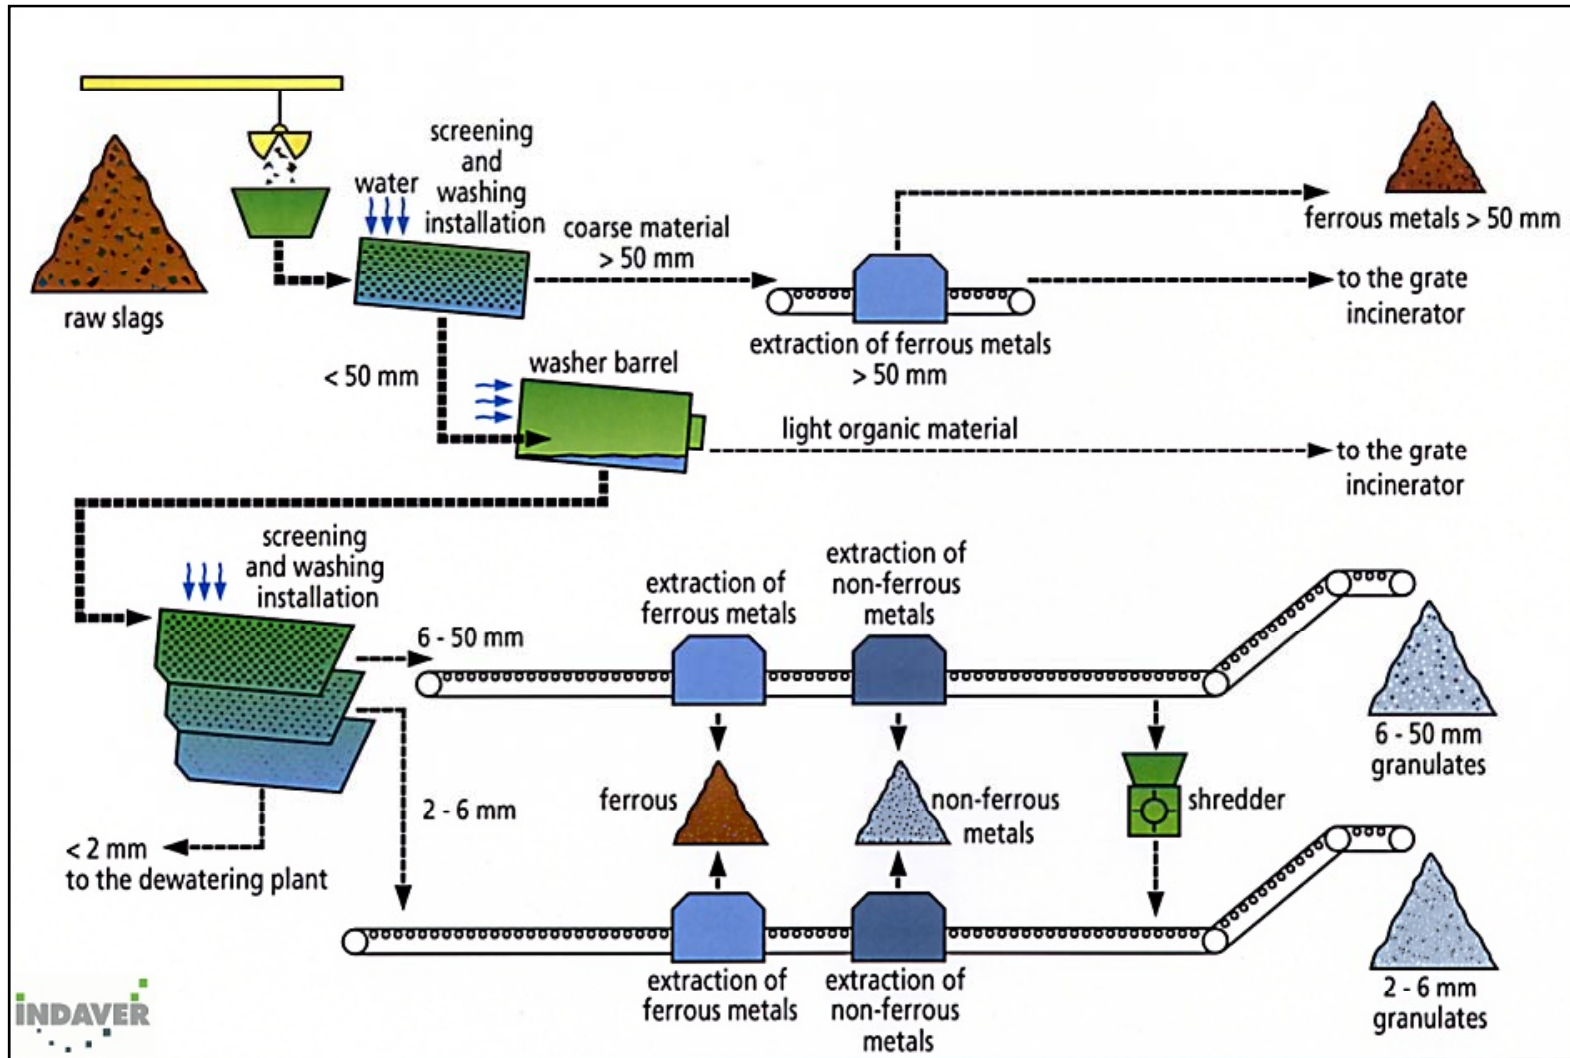 raw slags
water
screening
and
washing
installation
coarse material
> 50 mm
extraction of ferrous metals
> 50 mm
ferrous metals > 50 mm
to the grate
incinerator
< 50 mm
washer barrel
light organic material
to the grate
incinerator
screening
and washing
installation
6 - 50 mm
2 - 6 mm
< 2 mm
to the dewatering plant
extraction of
ferrous metals
extraction of
non-ferrous
metals
ferrous
non-ferrous
metals
shredder
6 - 50 mm
granulates
extraction of
ferrous metals
extraction of
non-ferrous
metals
2 - 6 mm
granulates
INDAVER